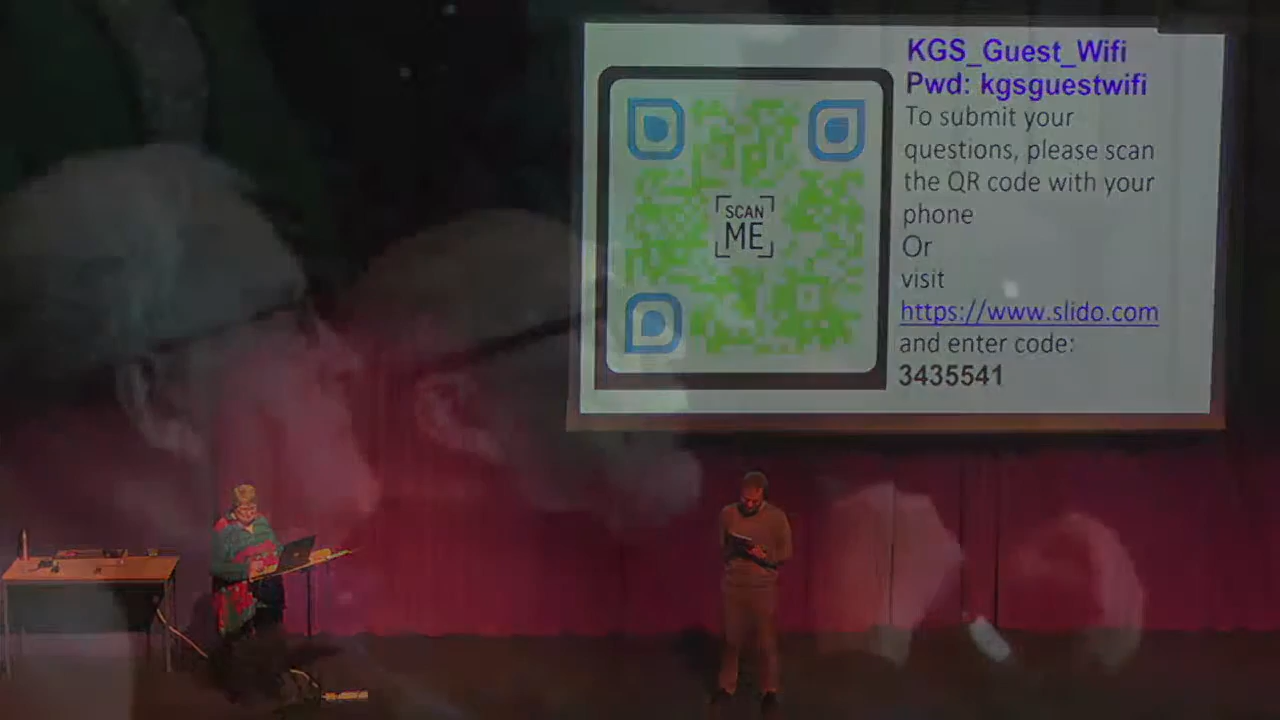 KGS_Guest_Wifi
Pwd: kgsguestwifi
To submit your
questions, please scan
the QR code with your
phone
Or
visit
https://www.slido.com
and enter code:
3435541
SCAN
ME